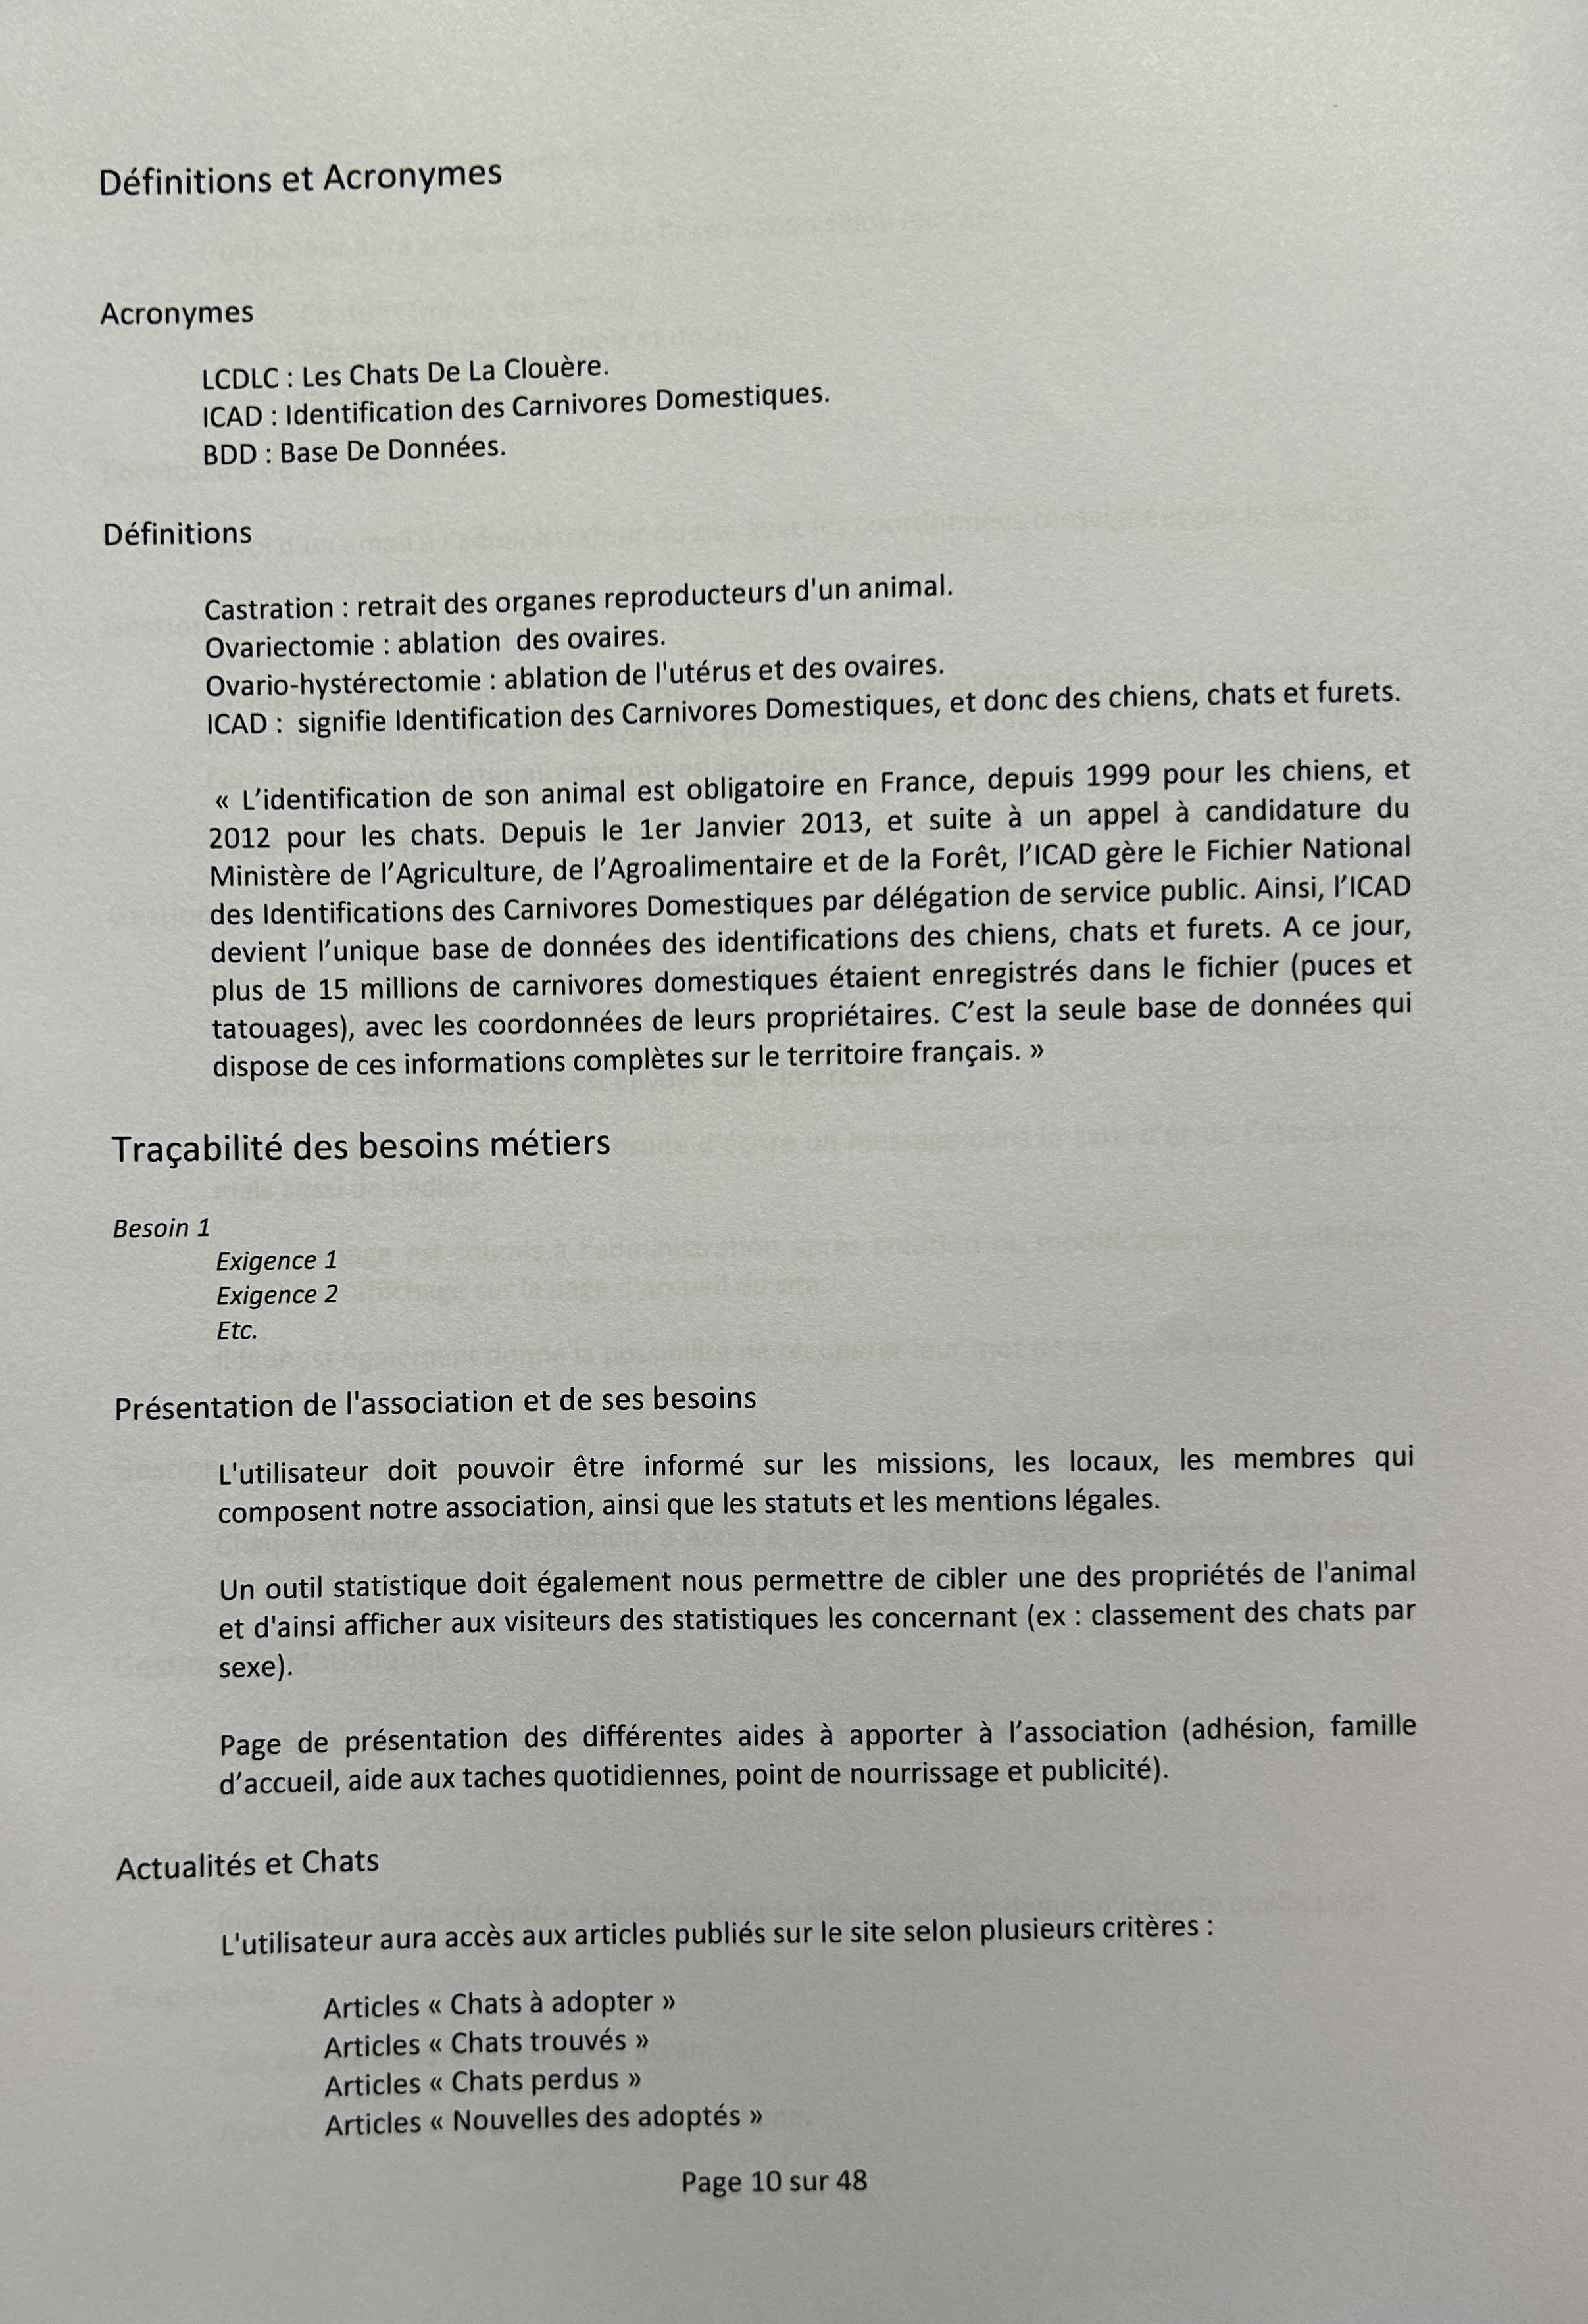 Définitions et Acronymes
Acronymes
LCDLC : Les Chats De La Clouère.
ICAD : Identification des Carnivores Domestiques.
BDD : Base De Données.
Définitions
Castration : retrait des organes reproducteurs d'un animal.
Ovariectomie : ablation  des ovaires.
Ovario-hystérectomie : ablation de l'utérus et des ovaires.
ICAD :  signifie Identification des Carnivores Domestiques, et donc des chiens, chats et furets.
« L’identification de son animal est obligatoire en France, depuis 1999 pour les chiens, et
2012 pour les chats. Depuis le 1er Janvier 2013, et suite à un appel à candidature du
Ministère de l’Agriculture, de l’Agroalimentaire et de la Forêt, l’ICAD gère le Fichier National
des Identifications des Carnivores Domestiques par délégation de service public. Ainsi, l’ICAD
devient l’unique base de données des identifications des chiens, chats et furets. A ce jour,
plus de 15 millions de carnivores domestiques étaient enregistrés dans le fichier (puces et
tatouages), avec les coordonnées de leurs propriétaires. C’est la seule base de données qui
dispose de ces informations complètes sur le territoire français. »
Traçabilité des besoins métiers
Besoin 1
Exigence 1
Exigence 2
Etc.
Présentation de l'association et de ses besoins
L'utilisateur doit pouvoir être informé sur les missions, les locaux, les membres qui
composent notre association, ainsi que les statuts et les mentions légales.
Un outil statistique doit également nous permettre de cibler une des propriétés de l'animal
et d'ainsi afficher aux visiteurs des statistiques les concernant (ex : classement des chats par
sexe).
Page de présentation des différentes aides à apporter à l’association (adhésion, famille
d’accueil, aide aux taches quotidiennes, point de nourrissage et publicité).
Actualités et Chats
L'utilisateur aura accès aux articles publiés sur le site selon plusieurs critères :
Articles « Chats à adopter »
Articles « Chats trouvés »
Articles « Chats perdus »
Articles « Nouvelles des adoptés »
Page 10 sur 48